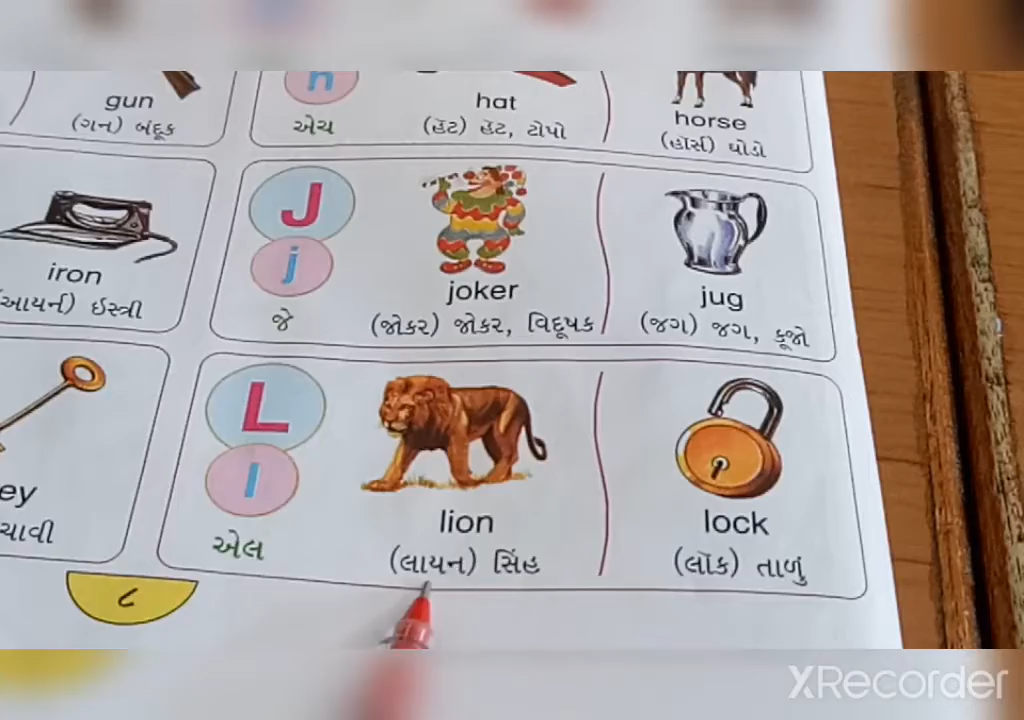 gun
(ગન) બંદૂક
h
એચ
hat
(હૅટ) હૅટ, ટોપો
horse
(હૉર્સ) ઘોડો
iron
(આયર્ન) ઇસ્ત્રી
J
j
જે
joker
(જોકર) જોકર, વિદૂષક
jug
(જગ) જગ, કૂજો
ey
ચાવી
L
l
એલ
lion
(લાયન) સિંહ
lock
(લૉક) તાળું
૮
XRecorder